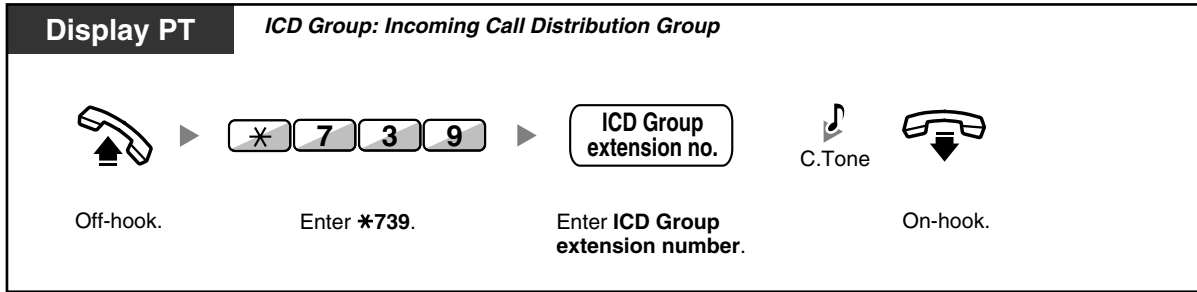 Display PT
ICD Group: Incoming Call Distribution Group
✳ 7 3 9
ICD Group
extension no.
C.Tone
Off-hook.
Enter ✳739.
Enter ICD Group
extension number.
On-hook.